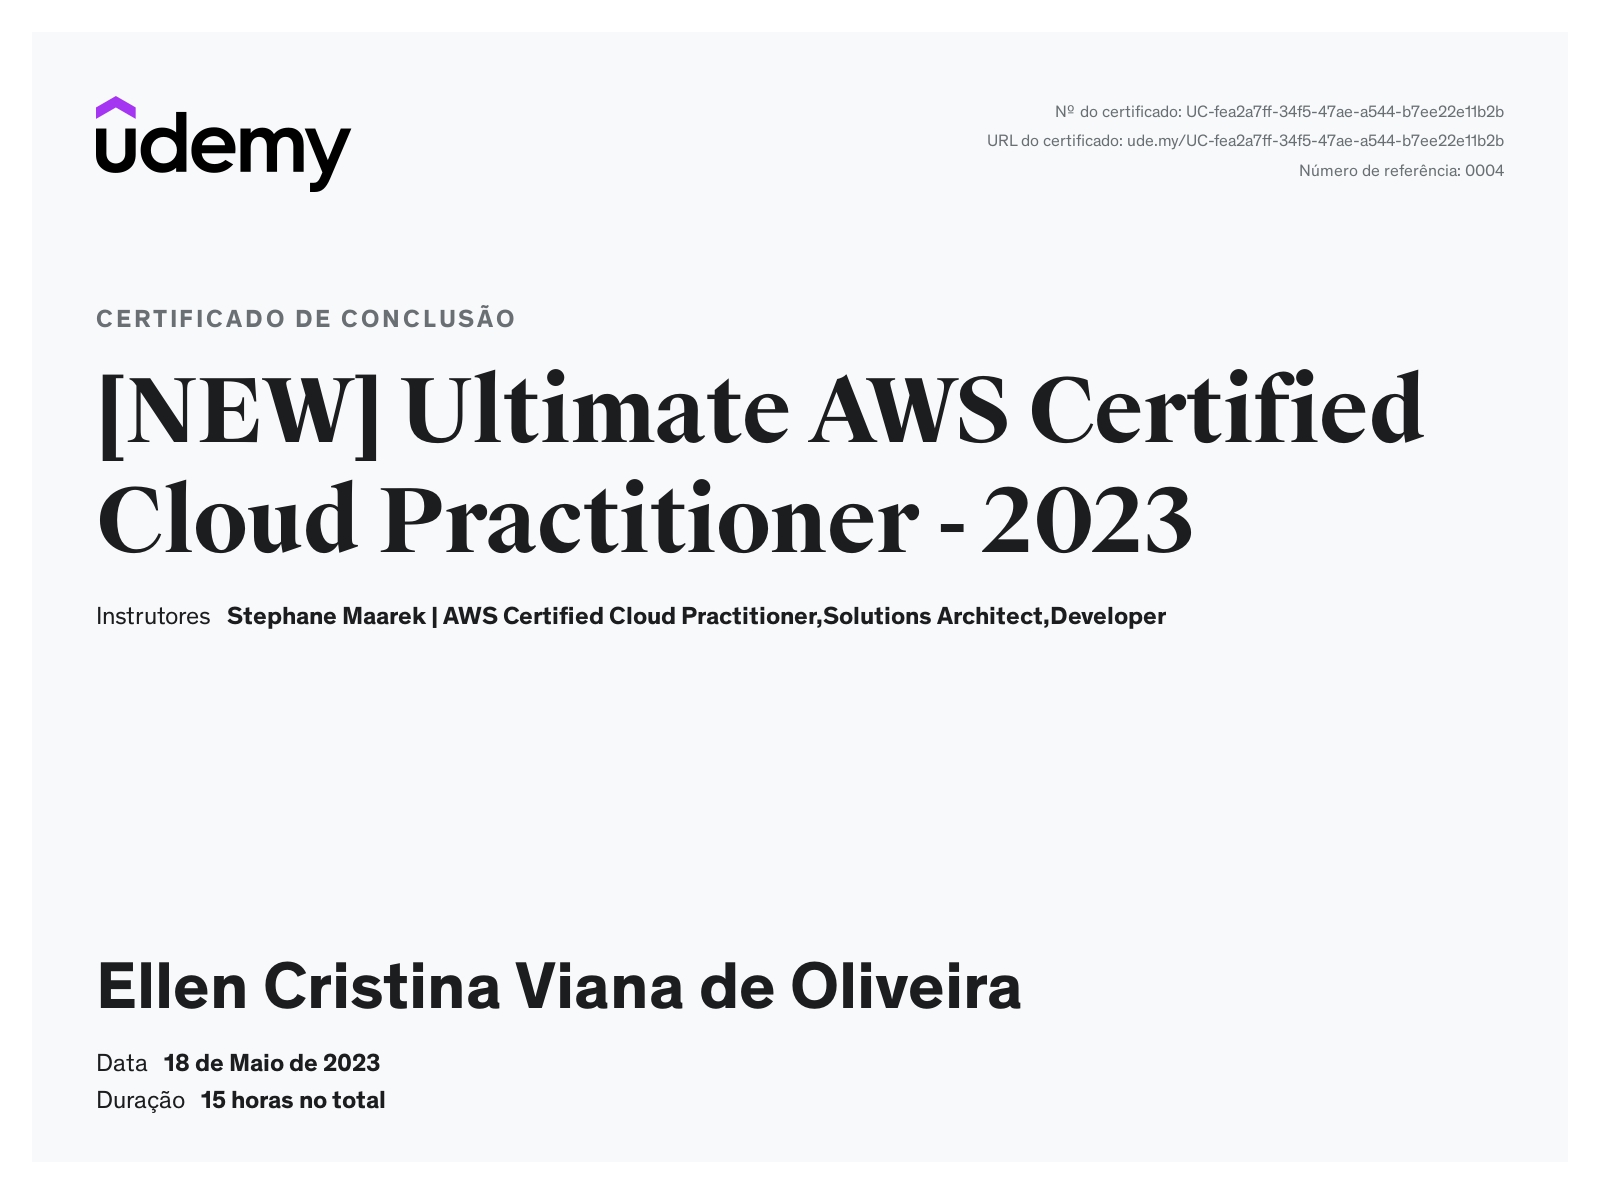 udemy
Nº do certificado: UC-fea2a7ff-34f5-47ae-a544-b7ee22e11b2b
URL do certificado: ude.my/UC-fea2a7ff-34f5-47ae-a544-b7ee22e11b2b
Número de referência: 0004
CERTIFICADO DE CONCLUSÃO
[NEW] Ultimate AWS Certified
Cloud Practitioner - 2023
Instrutores Stephane Maarek | AWS Certified Cloud Practitioner,Solutions Architect,Developer
Ellen Cristina Viana de Oliveira
Data 18 de Maio de 2023
Duração 15 horas no total